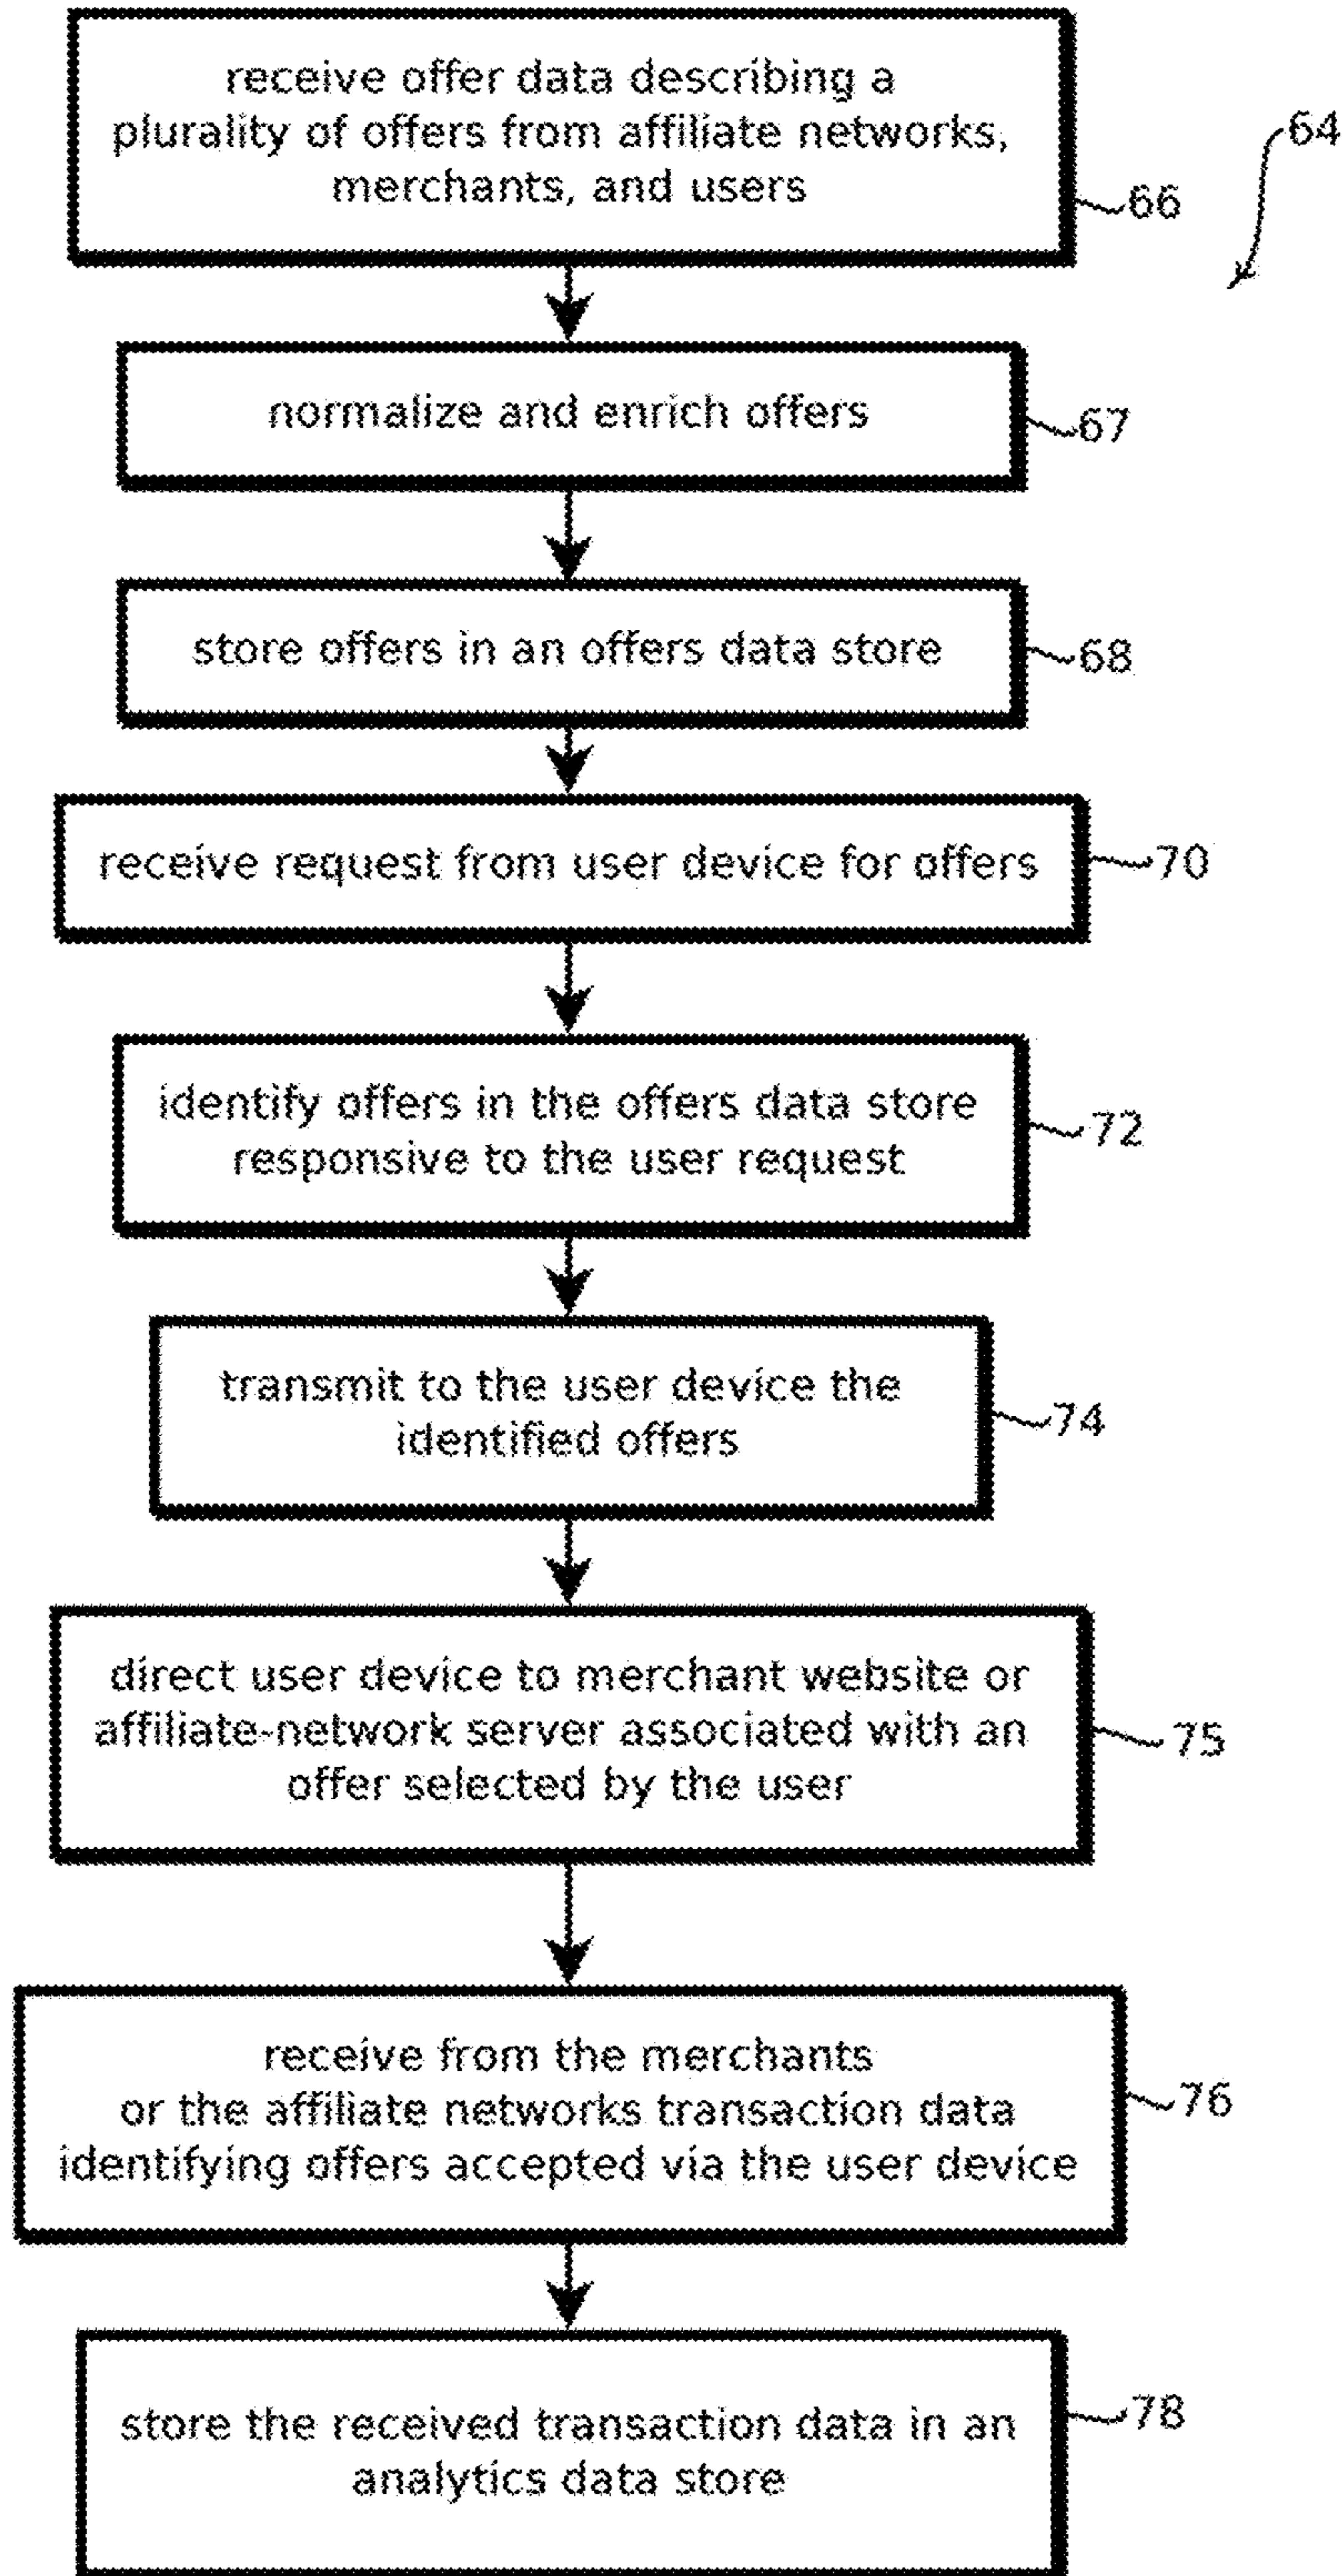 receive offer data describing a
plurality of offers from affiliate networks,
merchants, and users
64
66
normalize and enrich offers
67
store offers in an offers data store
68
receive request from user device for offers
70
identify offers in the offers data store
responsive to the user request
72
transmit to the user device the
identified offers
74
direct user device to merchant website or
affiliate-network server associated with an
offer selected by the user
75
receive from the merchants
or the affiliate networks transaction data
identifying offers accepted via the user device
76
store the received transaction data in an
analytics data store
78